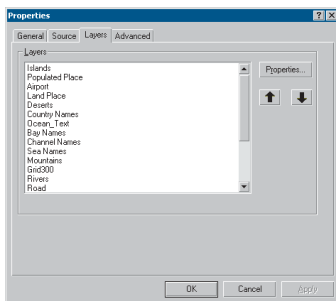 Properties
General Source Layers Advanced
Layers
Islands
Populated Place
Airport
Land Place
Deserts
Country Names
Ocean_Text
Bay Names
Channel Names
Sea Names
Mountains
Grid300
Rivers
Road
Properties...
OK Cancel Apply